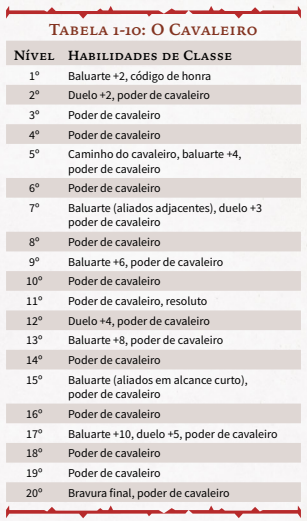 Tabela 1-10: O Cavaleiro
Nível Habilidades de Classe
1º Baluarte +2, código de honra
2º Duelo +2, poder de cavaleiro
3º Poder de cavaleiro
4º Poder de cavaleiro
5º Caminho do cavaleiro, baluarte +4,
poder de cavaleiro
6º Poder de cavaleiro
7º Baluarte (aliados adjacentes), duelo +3
poder de cavaleiro
8º Poder de cavaleiro
9º Baluarte +6, poder de cavaleiro
10º Poder de cavaleiro
11º Poder de cavaleiro, resoluto
12º Duelo +4, poder de cavaleiro
13º Baluarte +8, poder de cavaleiro
14º Poder de cavaleiro
15º Baluarte (aliados em alcance curto),
poder de cavaleiro
16º Poder de cavaleiro
17º Baluarte +10, duelo +5, poder de cavaleiro
18º Poder de cavaleiro
19º Poder de cavaleiro
20º Bravura final, poder de cavaleiro